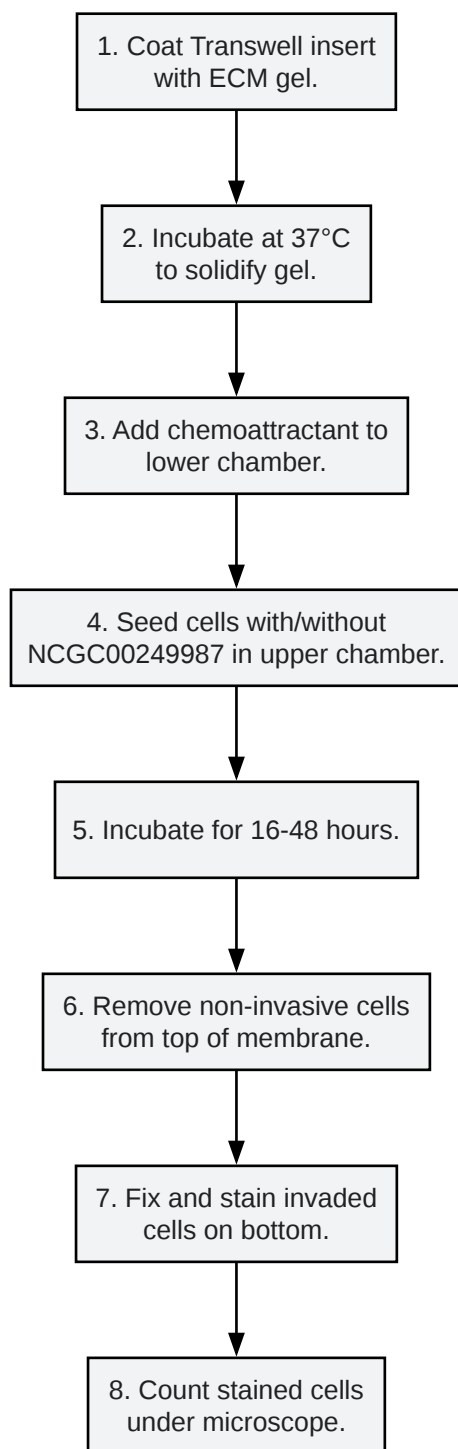 1. Coat Transwell insert
with ECM gel.
2. Incubate at 37°C
to solidify gel.
3. Add chemoattractant to
lower chamber.
4. Seed cells with/without
NCGC00249987 in upper chamber.
5. Incubate for 16-48 hours.
6. Remove non-invasive cells
from top of membrane.
7. Fix and stain invaded
cells on bottom.
8. Count stained cells
under microscope.